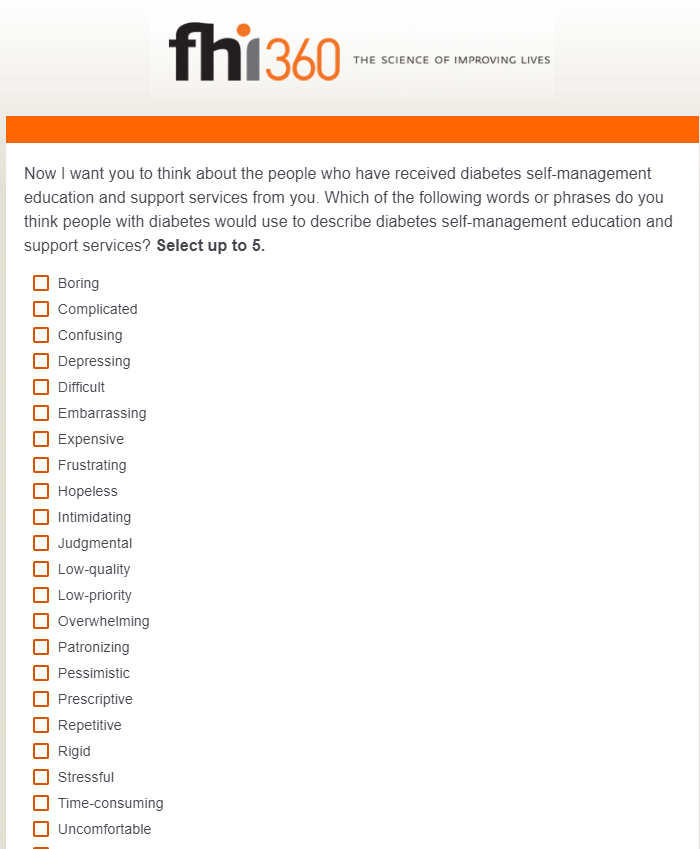 fhi360 THE SCIENCE OF IMPROVING LIVES
Now I want you to think about the people who have received diabetes self-management
education and support services from you. Which of the following words or phrases do you
think people with diabetes would use to describe diabetes self-management education and
support services? Select up to 5.
Boring
Complicated
Confusing
Depressing
Difficult
Embarrassing
Expensive
Frustrating
Hopeless
Intimidating
Judgmental
Low-quality
Low-priority
Overwhelming
Patronizing
Pessimistic
Prescriptive
Repetitive
Rigid
Stressful
Time-consuming
Uncomfortable